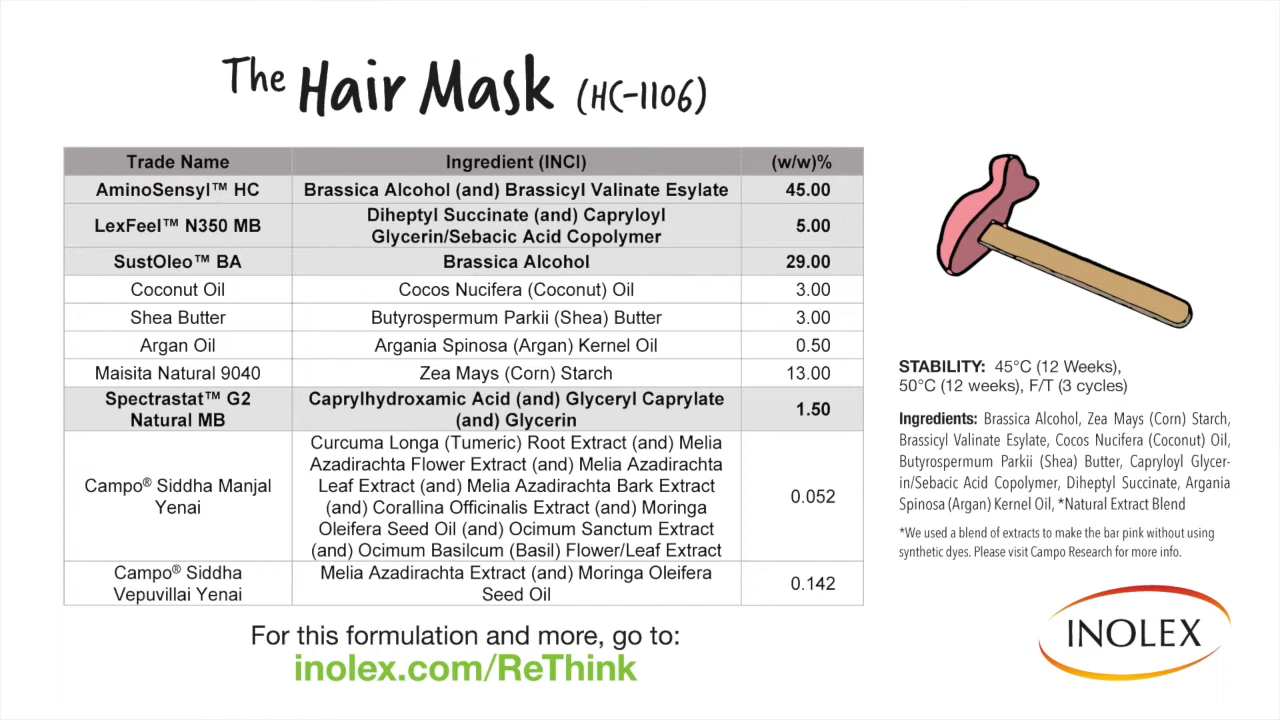 The Hair Mask (HC-1106)
Trade Name Ingredient (INCI) (w/w)%
AminoSensyl™ HC Brassica Alcohol (and) Brassicyl Valinate Esylate 45.00
LexFeel™ N350 MB Diheptyl Succinate (and) Capryloyl
Glycerin/Sebacic Acid Copolymer 5.00
SustOleo™ BA Brassica Alcohol 29.00
Coconut Oil Cocos Nucifera (Coconut) Oil 3.00
Shea Butter Butyrospermum Parkii (Shea) Butter 3.00
Argan Oil Argania Spinosa (Argan) Kernel Oil 0.50
Maisita Natural 9040 Zea Mays (Corn) Starch 13.00
Spectrastat™ G2 Caprylhydroxamic Acid (and) Glyceryl Caprylate
Natural MB (and) Glycerin 1.50
Curcuma Longa (Tumeric) Root Extract (and) Melia
Azadirachta Flower Extract (and) Melia Azadirachta
Campo® Siddha Manjal Leaf Extract (and) Melia Azadirachta Bark Extract
Yenai (and) Corallina Officinalis Extract (and) Moringa 0.052
Oleifera Seed Oil (and) Ocimum Sanctum Extract
(and) Ocimum Basilcum (Basil) Flower/Leaf Extract
Campo® Siddha Melia Azadirachta Extract (and) Moringa Oleifera
Vepuvillai Yenai Seed Oil 0.142
For this formulation and more, go to:
inolex.com/ReThink
STABILITY: 45°C (12 Weeks),
50°C (12 weeks), F/T (3 cycles)
Ingredients: Brassica Alcohol, Zea Mays (Corn) Starch,
Brassicyl Valinate Esylate, Cocos Nucifera (Coconut) Oil,
Butyrospermum Parkii (Shea) Butter, Capryloyl Glycer-
in/Sebacic Acid Copolymer, Diheptyl Succinate, Argania
Spinosa (Argan) Kernel Oil, *Natural Extract Blend
*We used a blend of extracts to make the bar pink without using
synthetic dyes. Please visit Campo Research for more info.
INOLEX